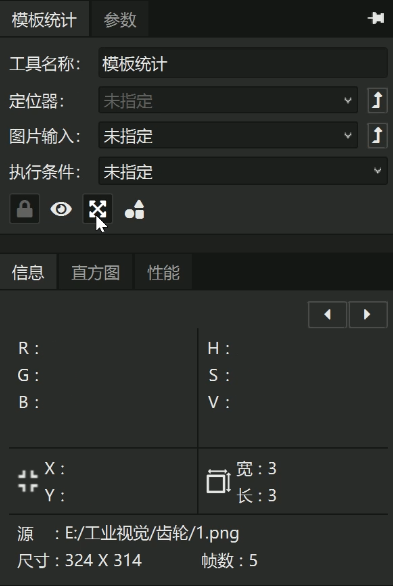 模板统计 参数
工具名称： 模板统计
定位器： 未指定
图片输入： 未指定
执行条件： 未指定
信息 直方图 性能
R : H :
G : S :
B : V :
X : 宽 : 3
Y : 长 : 3
源 : E:/工业视觉/齿轮/1.png
尺寸 : 324 X 314 帧数 : 5